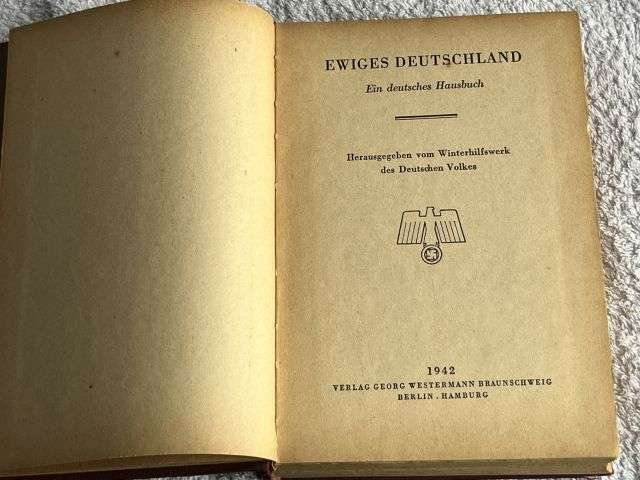 EWIGES DEUTSCHLAND
Ein deutsches Hausbuch
Herausgegeben vom Winterhilfswerk
des Deutschen Volkes
1942
VERLAG GEORG WESTERMANN BRAUNSCHWEIG
BERLIN . HAMBURG